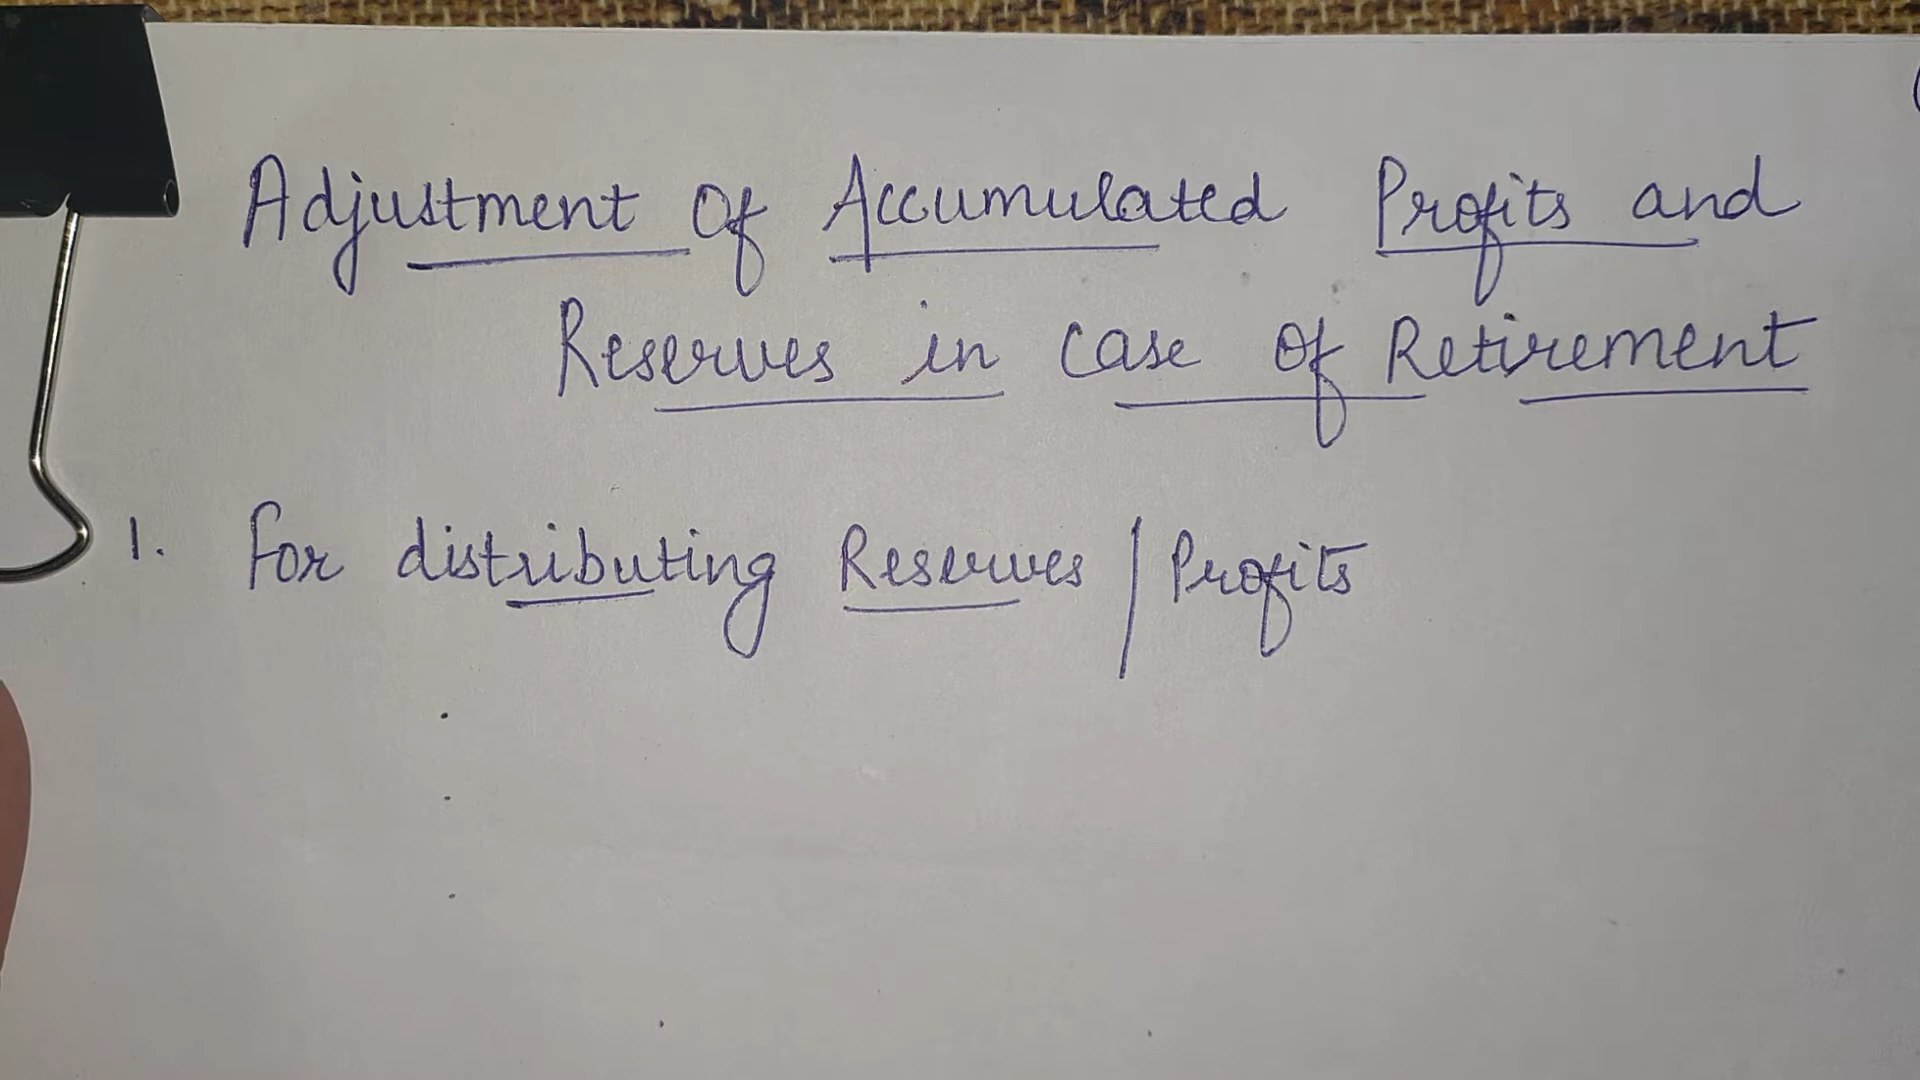 Adjustment of Accumulated Profits and
Reserves in case of Retirement
1. For distributing Reserves / Profits